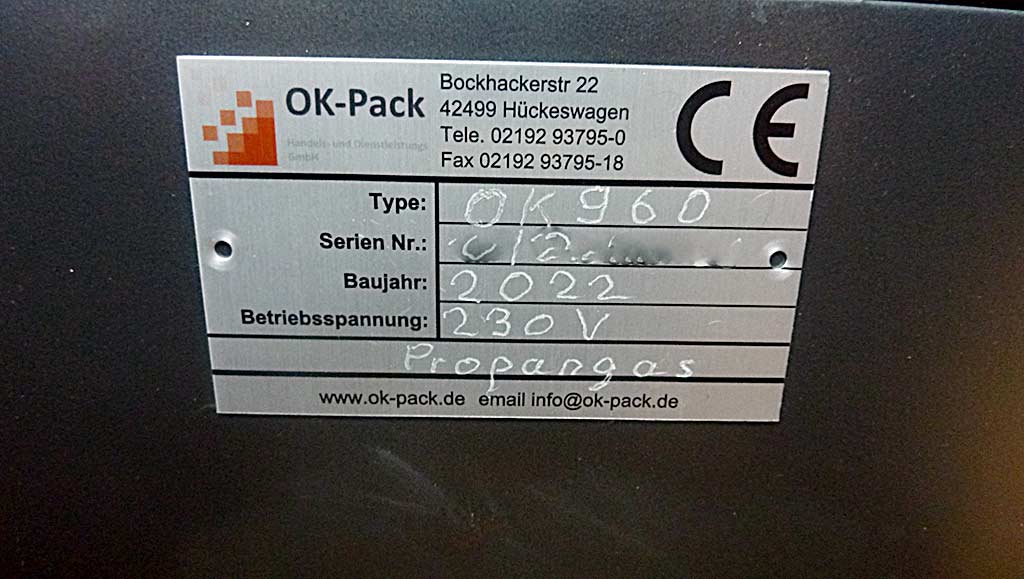 OK-Pack
Handels- und Dienstleistungs
GmbH
Bockhackerstr 22
42499 Hückeswagen
Tele. 02192 93795-0
Fax 02192 93795-18
CE
Type: OK960
Serien Nr.:
Baujahr: 2022
Betriebsspannung: 230V
Propangas
www.ok-pack.de email info@ok-pack.de